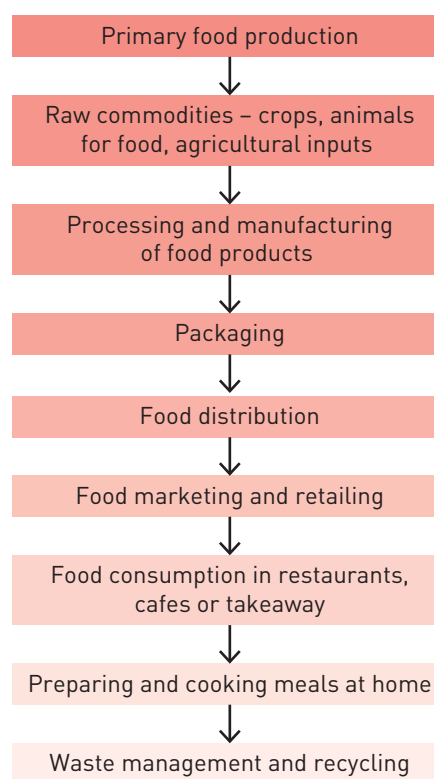 Primary food production
Raw commodities – crops, animals
for food, agricultural inputs
Processing and manufacturing
of food products
Packaging
Food distribution
Food marketing and retailing
Food consumption in restaurants,
cafes or takeaway
Preparing and cooking meals at home
Waste management and recycling